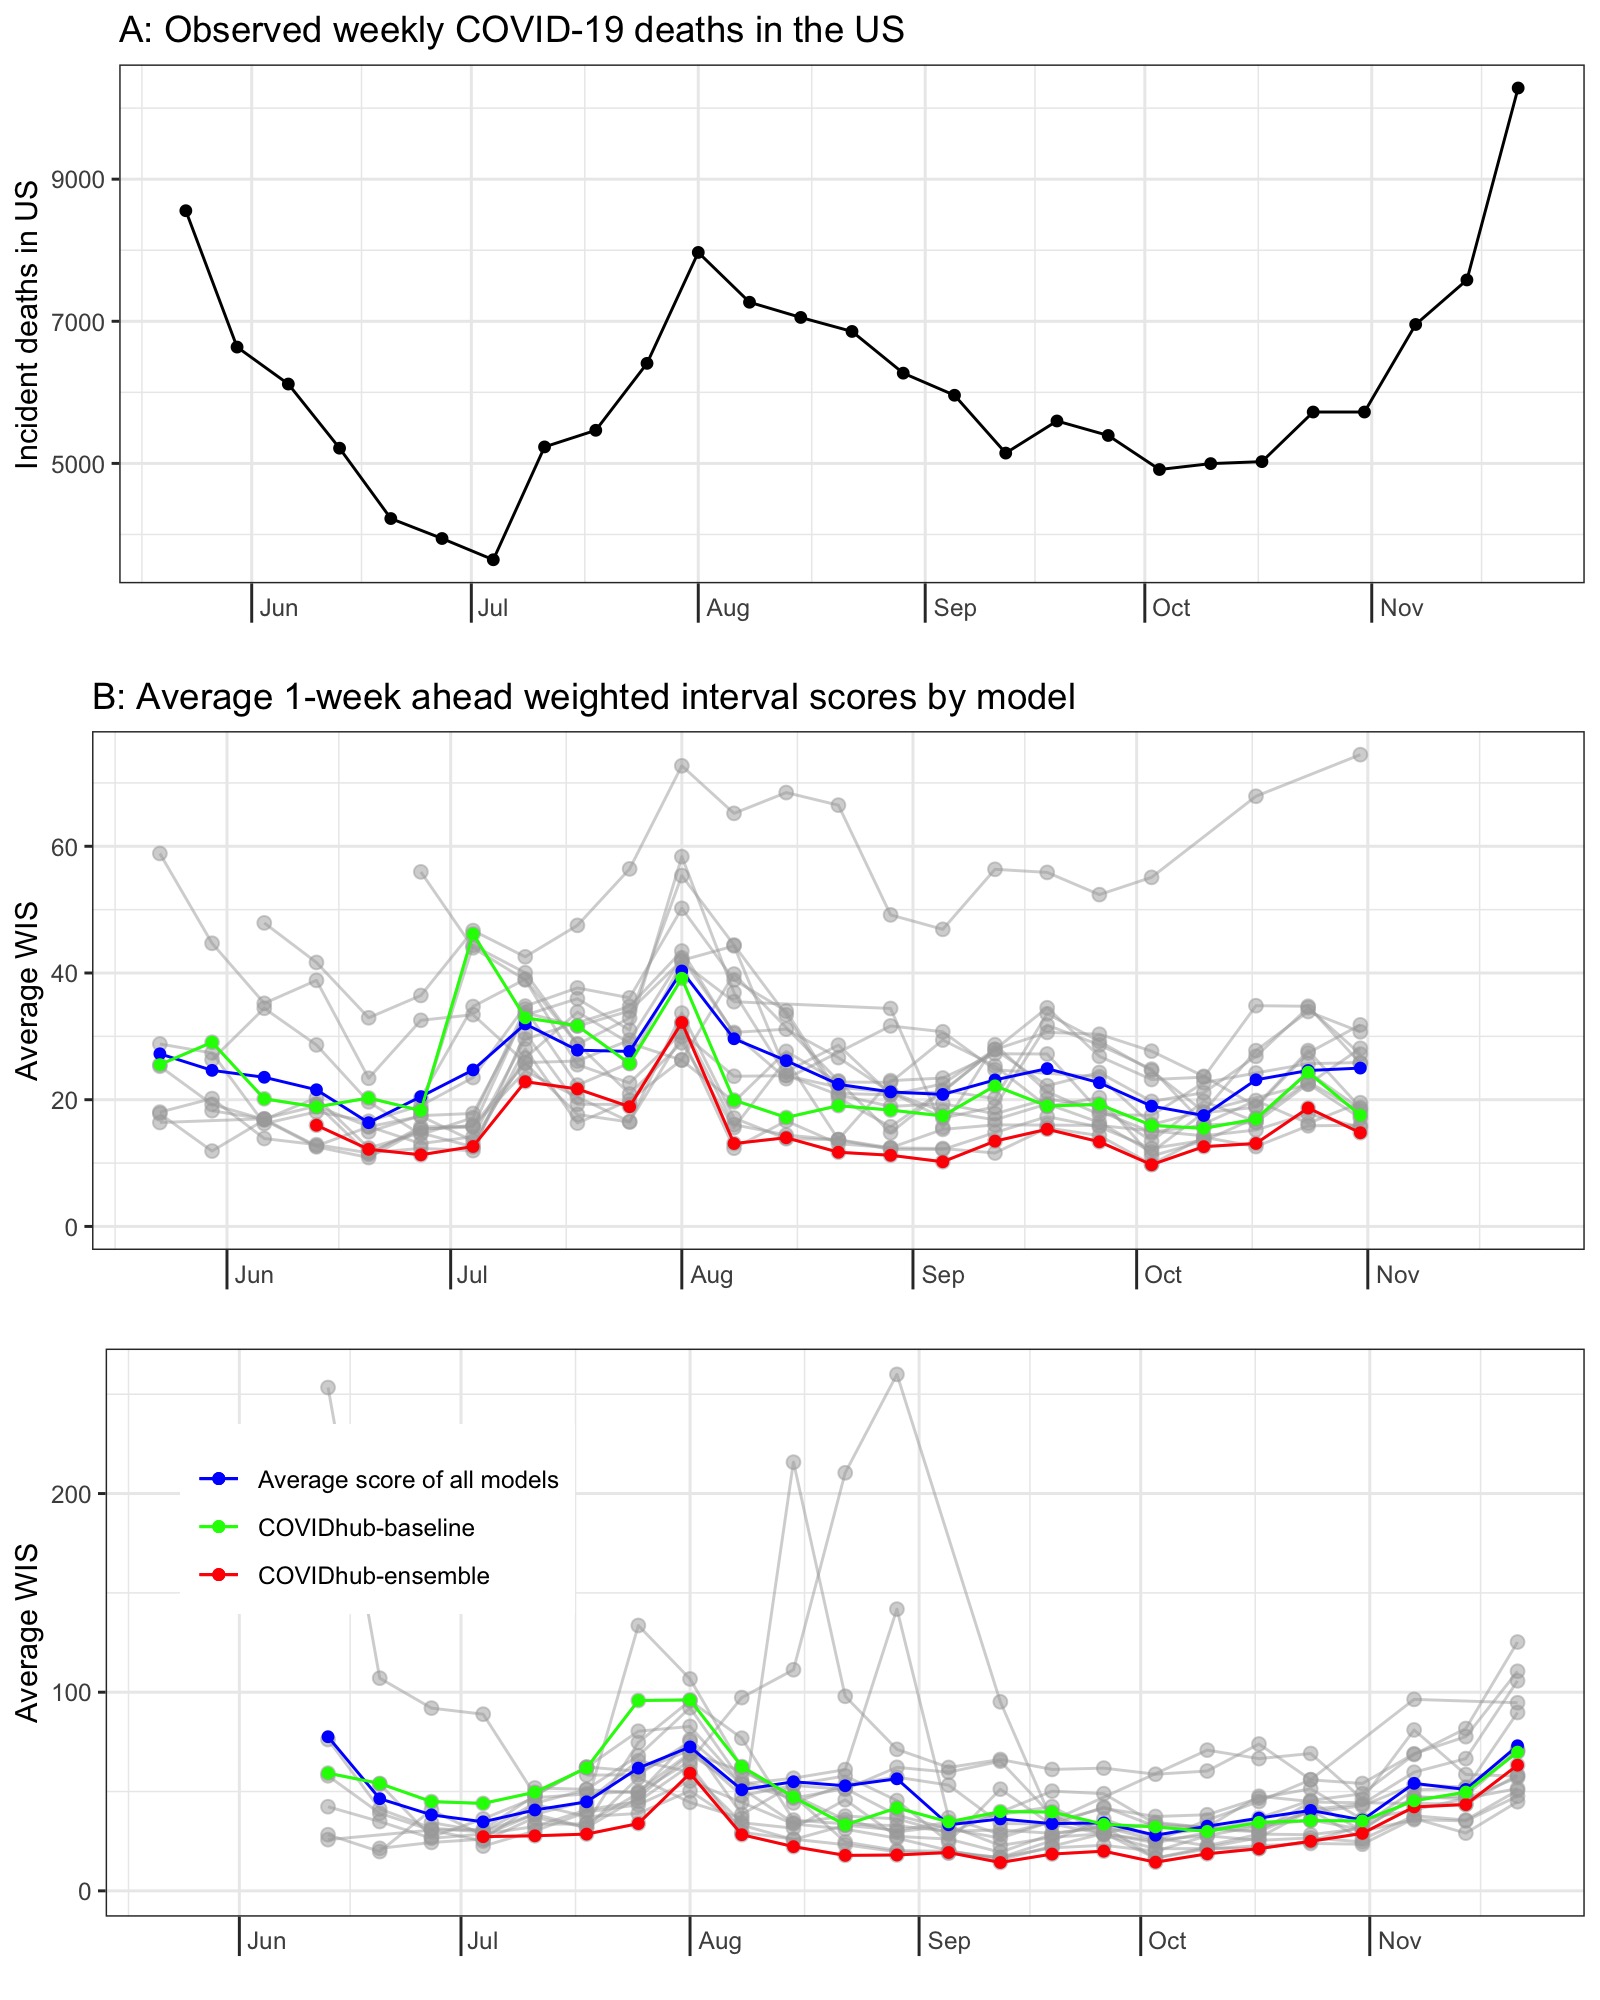 A: Observed weekly COVID-19 deaths in the US
Incident deaths in US
9000
7000
5000
Jun Jul Aug Sep Oct Nov
B: Average 1-week ahead weighted interval scores by model
Average WIS
60
40
20
0
Jun Jul Aug Sep Oct Nov
Average WIS
200
100
0
Average score of all models
COVIDhub-baseline
COVIDhub-ensemble
Jun Jul Aug Sep Oct Nov